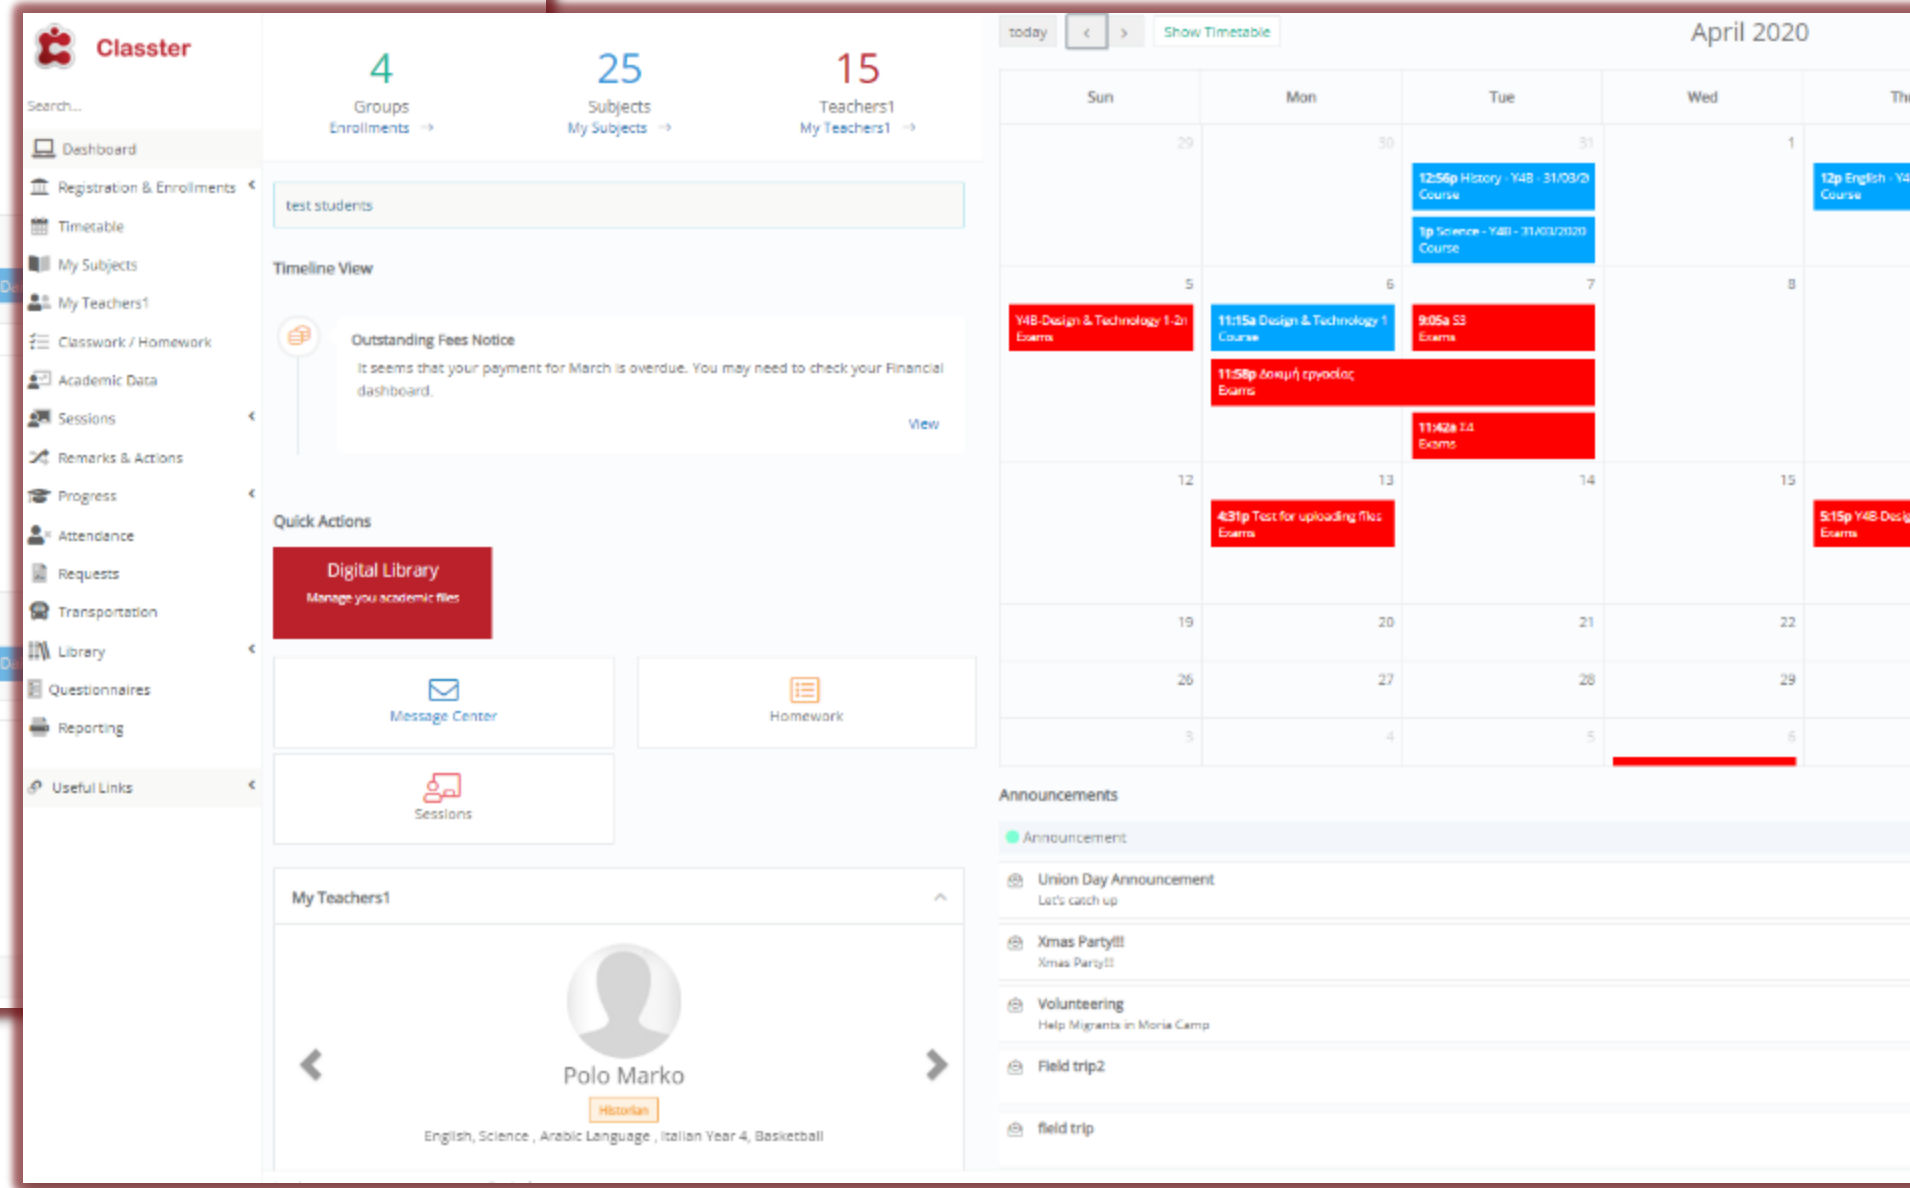 Classter
Search...
Dashboard
Registration & Enrollments
Timetable
My Subjects
My Teachers1
Classwork / Homework
Academic Data
Sessions
Remarks & Actions
Progress
Attendance
Requests
Transportation
Library
Questionnaires
Reporting
Useful Links
4
Groups
Enrollments →
25
Subjects
My Subjects →
15
Teachers1
My Teachers1 →
test students
Timeline View
Outstanding Fees Notice
It seems that your payment for March is overdue. You may need to check your Financial
dashboard.
View
Quick Actions
Digital Library
Manage you academic files
Message Center
Homework
Sessions
My Teachers1
Polo Marko
Historian
English, Science , Arabic Language , Italian Year 4, Basketball
today < > Show Timetable
April 2020
Sun Mon Tue Wed
29 30 31 1
12:56p History - Y4B - 31/03/2
Course
1p Science - Y4B - 31/03/2020
Course
12p English - Y4
Course
5 6 7 8
Y4B-Design & Technology 1-2
Exams
11:15a Design & Technology 1
Course
9:05a S3
Exams
11:58p Δοκιμή εργασίας
Exams
11:42a Σ4
Exams
12 13 14 15
4:31p Test for uploading files
Exams
5:15p Y4B-Desig
Exams
19 20 21 22
26 27 28 29
3 4 5 6
Announcements
Announcement
Union Day Announcement
Let's catch up
Xmas Party!!!
Xmas Party!!!
Volunteering
Help Migrants in Moria Camp
Field trip2
field trip